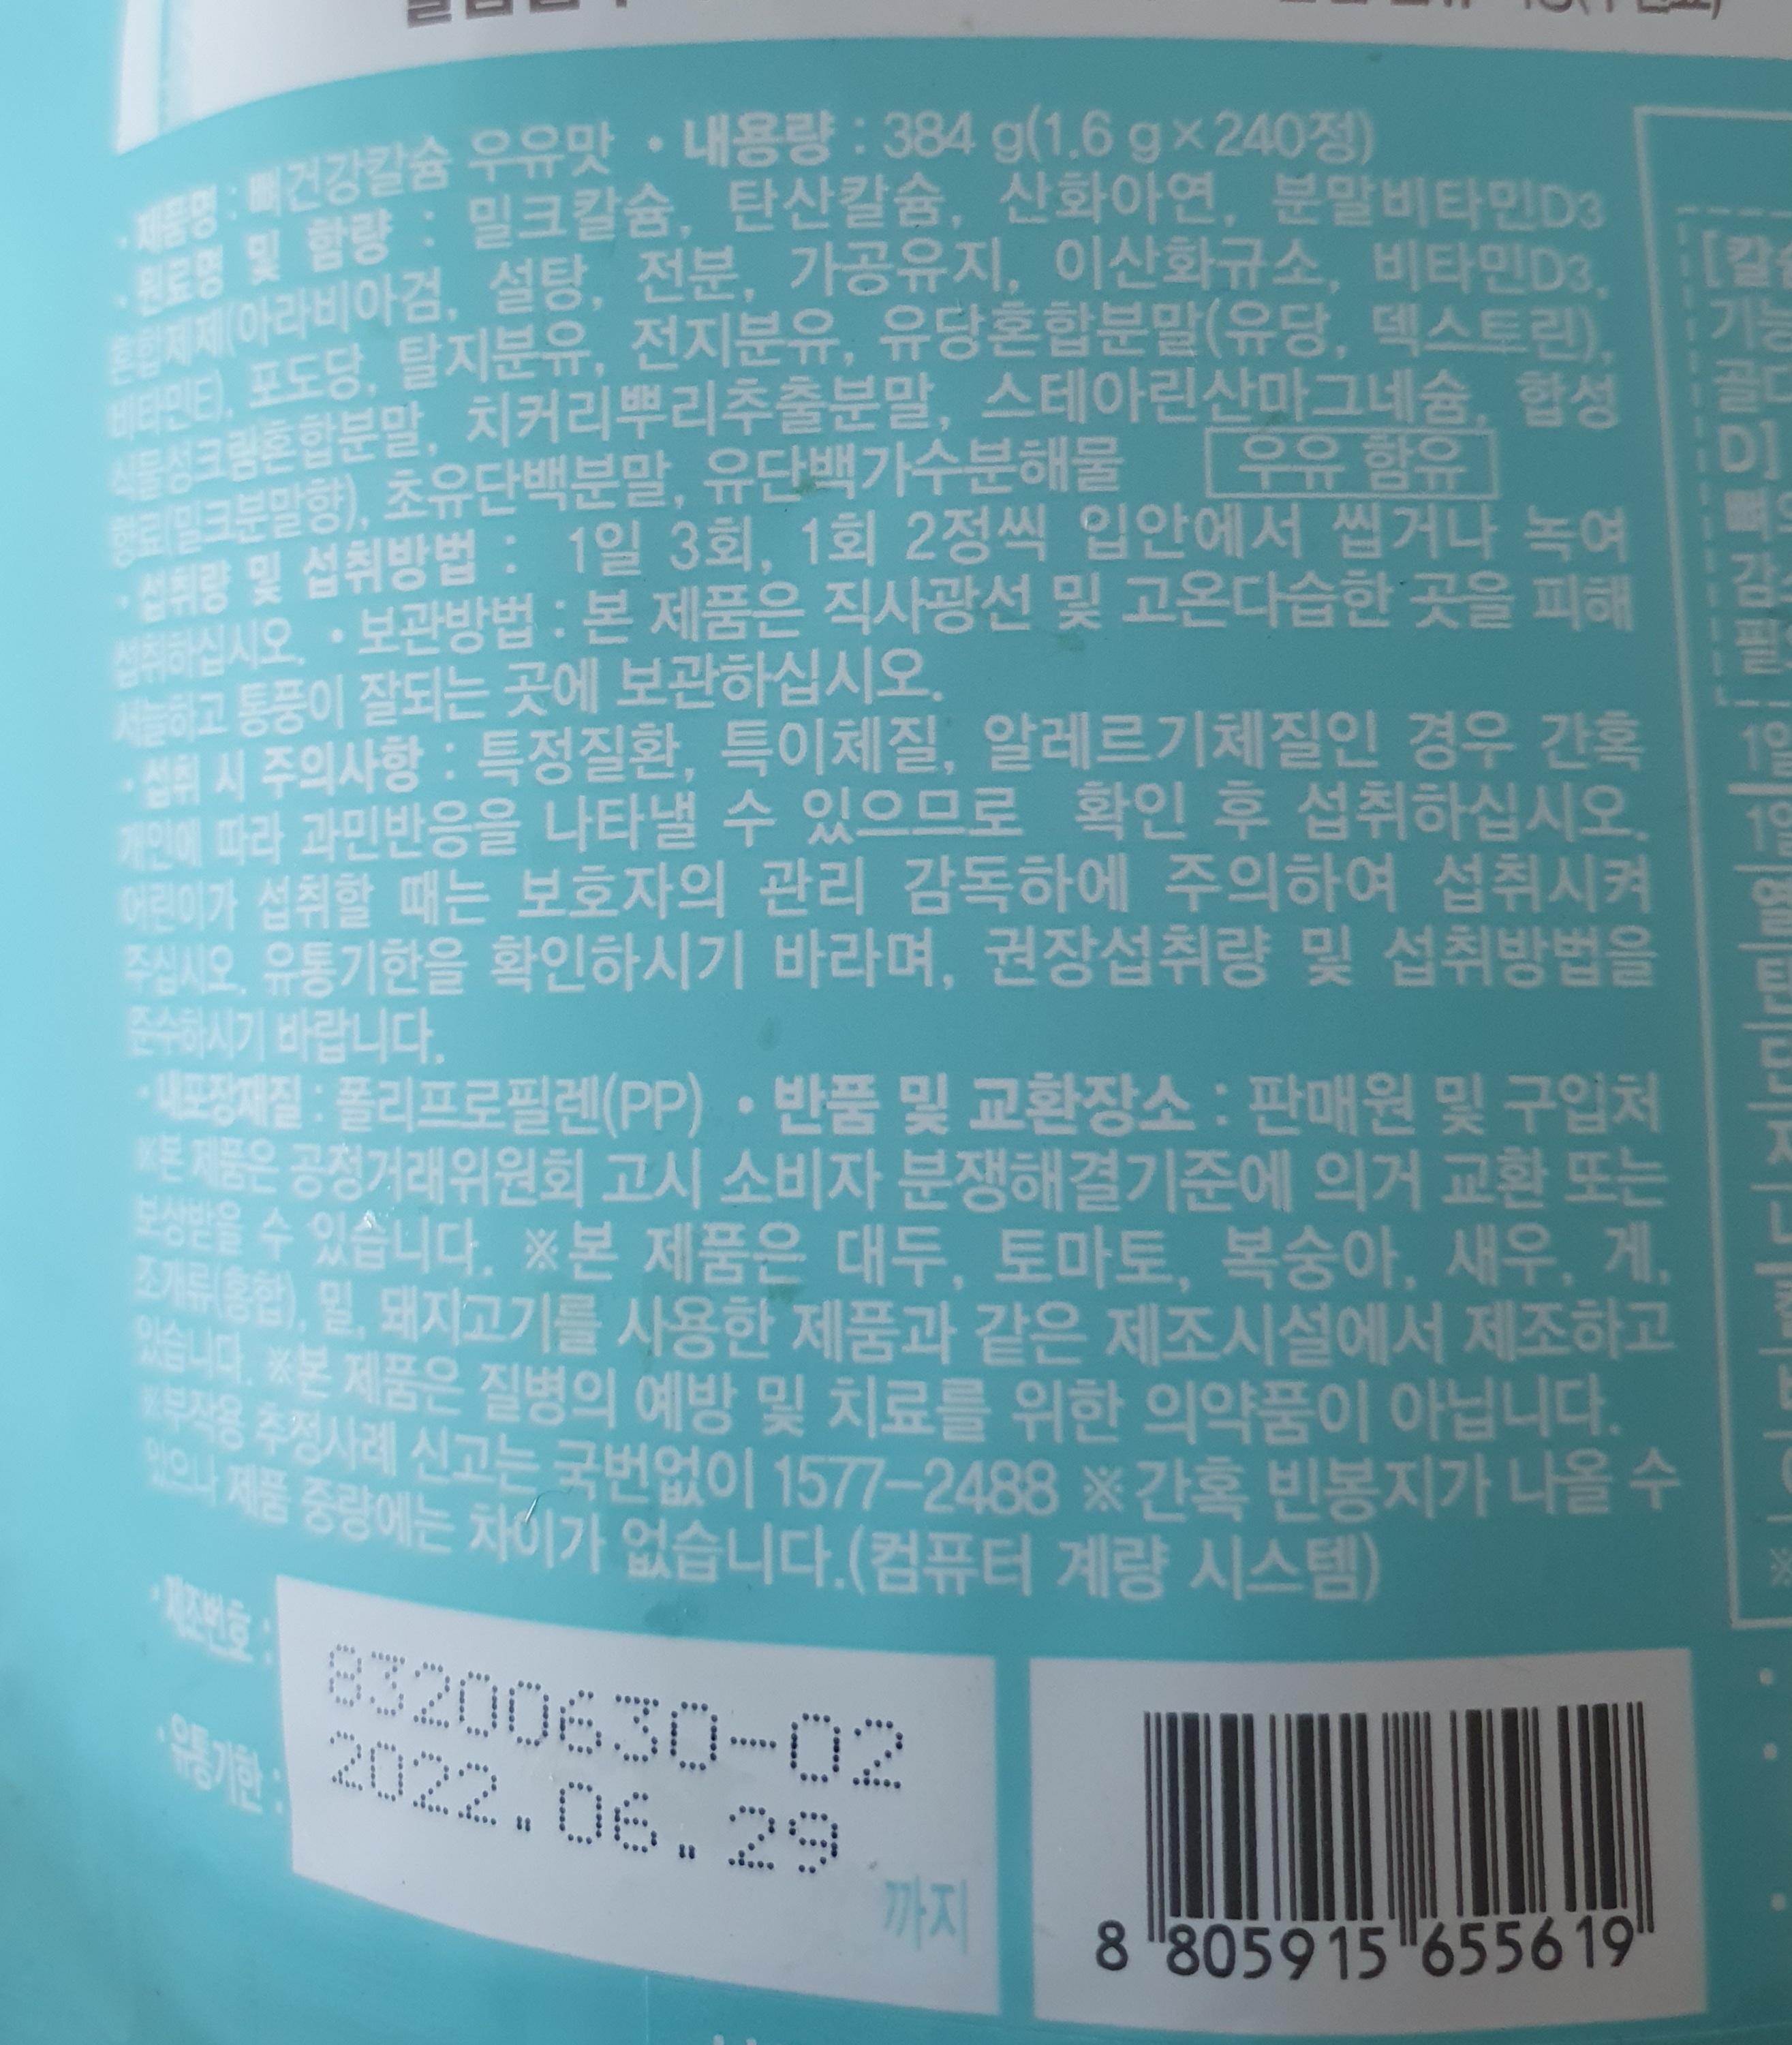 · 제품명 : 뼈건강칼슘 우유맛 · 내용량 : 384 g(1.6 g×240정)
· 원료명 및 함량 : 밀크칼슘, 탄산칼슘, 산화아연, 분말비타민D3
혼합제제(아라비아검, 설탕, 전분, 가공유지, 이산화규소, 비타민D3,
비타민E), 포도당, 탈지분유, 전지분유, 유당혼합분말(유당, 덱스트린),
식물성크림혼합분말, 치커리뿌리추출분말, 스테아린산마그네슘, 합성
향료(밀크분말향), 초유단백분말, 유단백가수분해물 우유 함유
· 섭취량 및 섭취방법 : 1일 3회, 1회 2정씩 입안에서 씹거나 녹여
섭취하십시오. · 보관방법 : 본 제품은 직사광선 및 고온다습한 곳을 피해
서늘하고 통풍이 잘되는 곳에 보관하십시오.
· 섭취 시 주의사항 : 특정질환, 특이체질, 알레르기체질인 경우 간혹
개인에 따라 과민반응을 나타낼 수 있으므로 확인 후 섭취하십시오.
어린이가 섭취할 때는 보호자의 관리 감독하에 주의하여 섭취시켜
주십시오. 유통기한을 확인하시기 바라며, 권장섭취량 및 섭취방법을
준수하시기 바랍니다.
· 내포장재질 : 폴리프로필렌(PP) · 반품 및 교환장소 : 판매원 및 구입처
※본 제품은 공정거래위원회 고시 소비자 분쟁해결기준에 의거 교환 또는
보상받을 수 있습니다. ※본 제품은 대두, 토마토, 복숭아, 새우, 게,
조개류(홍합), 밀, 돼지고기를 사용한 제품과 같은 제조시설에서 제조하고
있습니다. ※본 제품은 질병의 예방 및 치료를 위한 의약품이 아닙니다.
※부작용 추정사례 신고는 국번없이 1577-2488 ※간혹 빈봉지가 나올 수
있으나 제품 중량에는 차이가 없습니다.(컴퓨터 계량 시스템)
· 제조번호 : 83200630-02
· 유통기한 : 2022.06.29 까지
8 805915 655619
[칼
기능
골다
D]
뼈
필
1일
1일